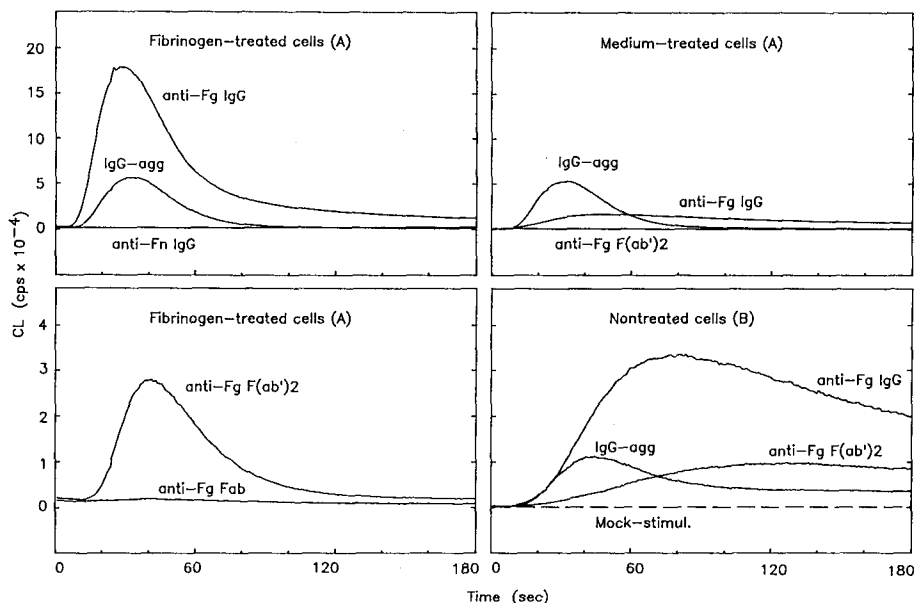 Fibrinogen-treated cells (A)
20
15
10
5
0
anti-Fg IgG
IgG-agg
anti-Fn IgG
Medium-treated cells (A)
IgG-agg
anti-Fg IgG
anti-Fg F(ab')2
CL (cps x 10⁻⁴)
Fibrinogen-treated cells (A)
4
3
2
1
0
anti-Fg F(ab')2
anti-Fg Fab
0 60 120 180
Nontreated cells (B)
anti-Fg IgG
IgG-agg
anti-Fg F(ab')2
Mock-stimul.
0 60 120 180
Time (sec)